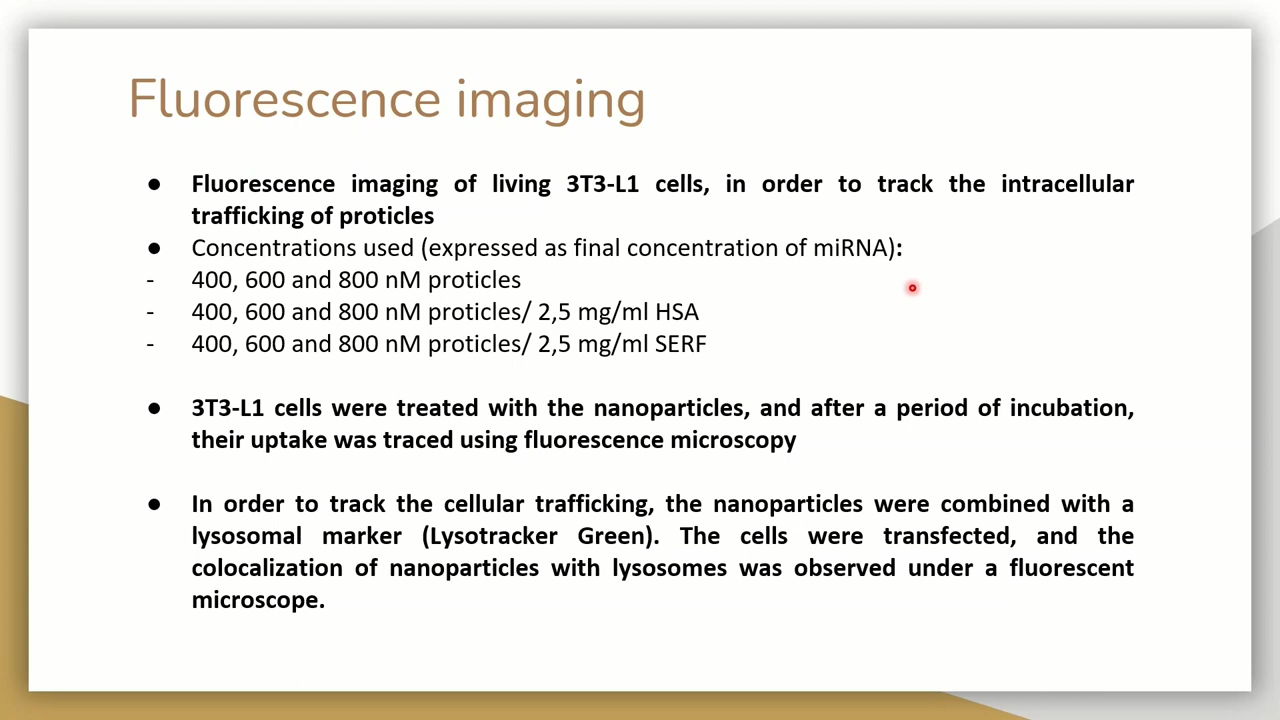 Fluorescence imaging
● Fluorescence imaging of living 3T3-L1 cells, in order to track the intracellular
trafficking of proticles
● Concentrations used (expressed as final concentration of miRNA):
- 400, 600 and 800 nM proticles
- 400, 600 and 800 nM proticles/ 2,5 mg/ml HSA
- 400, 600 and 800 nM proticles/ 2,5 mg/ml SERF
● 3T3-L1 cells were treated with the nanoparticles, and after a period of incubation,
their uptake was traced using fluorescence microscopy
● In order to track the cellular trafficking, the nanoparticles were combined with a
lysosomal marker (Lysotracker Green). The cells were transfected, and the
colocalization of nanoparticles with lysosomes was observed under a fluorescent
microscope.